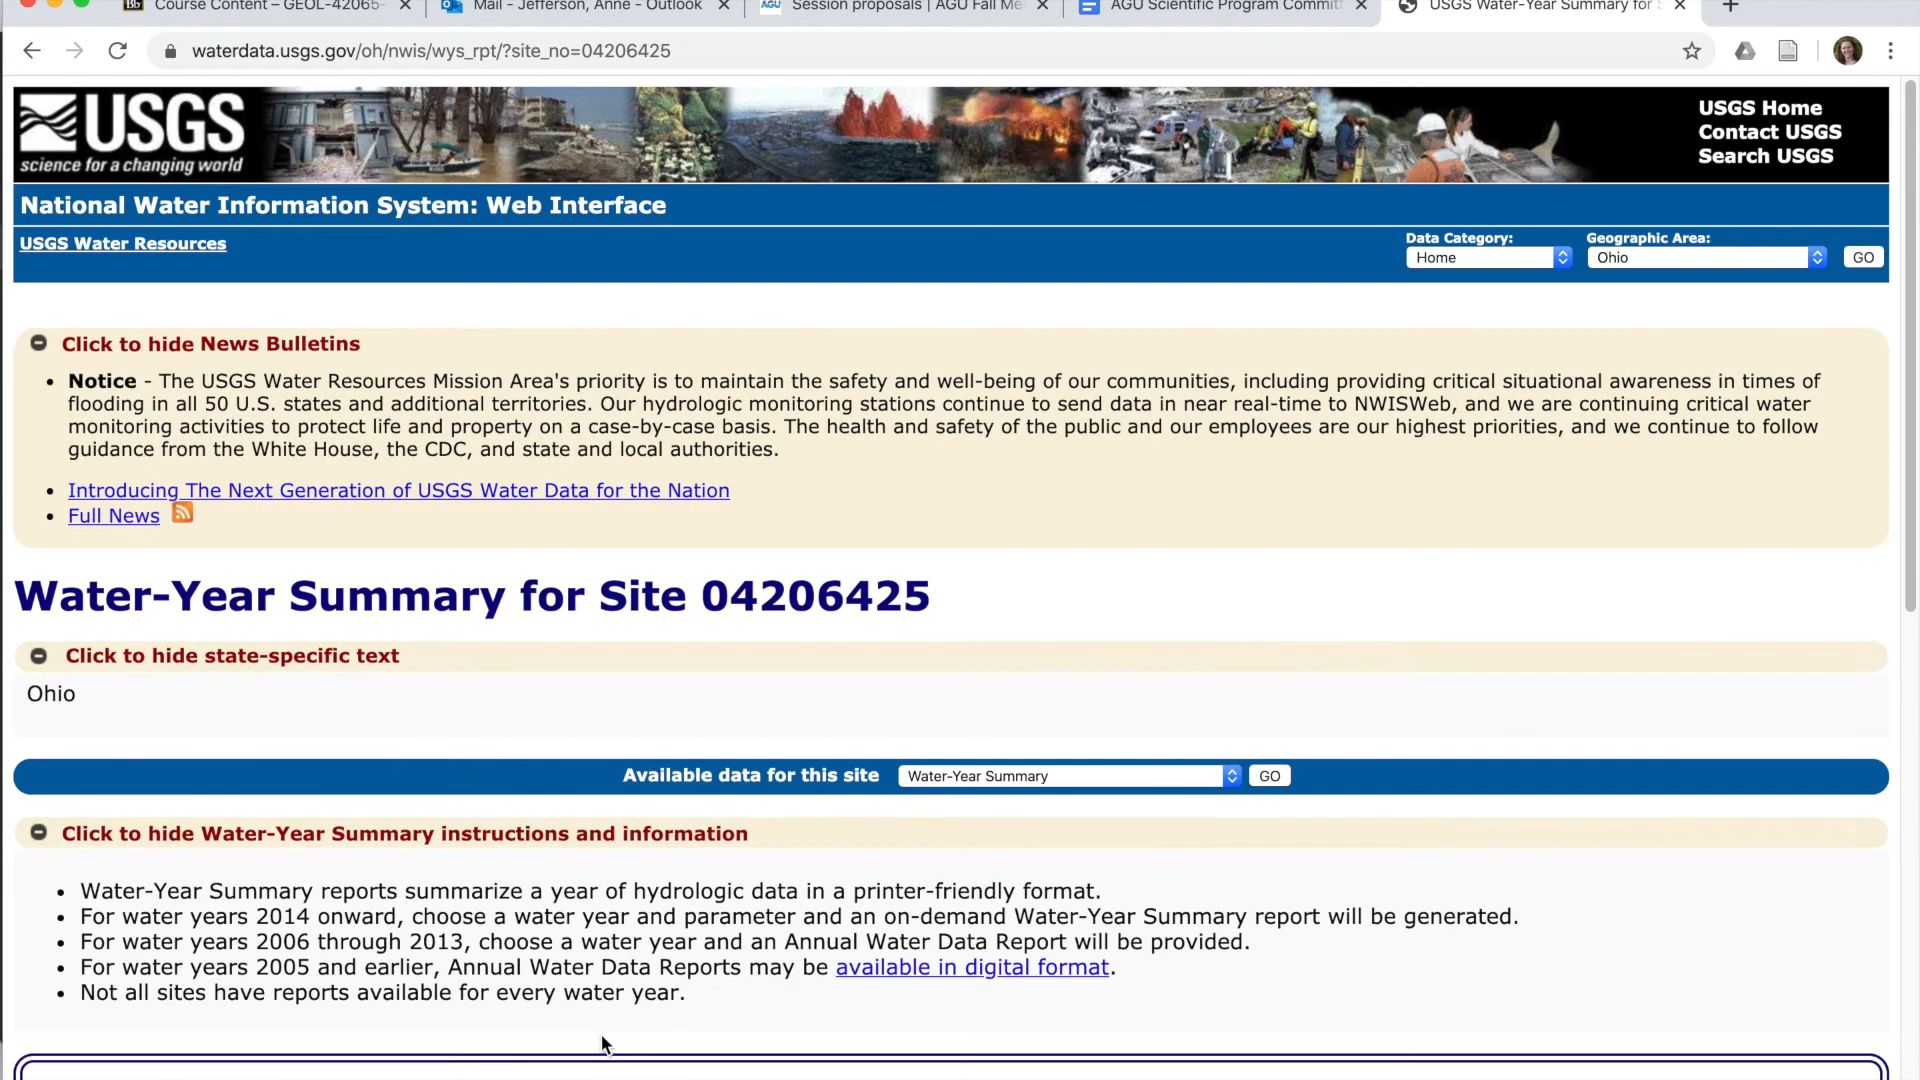 Course Content – GEOL-42065-
Mail - Jefferson, Anne - Outlook
Session proposals | AGU Fall Me
AGU Scientific Program Committ
USGS Water-Year Summary for S
waterdata.usgs.gov/oh/nwis/wys_rpt/?site_no=04206425
USGS
science for a changing world
USGS Home
Contact USGS
Search USGS
National Water Information System: Web Interface
USGS Water Resources
Data Category:
Geographic Area:
Home
Ohio
GO
Click to hide News Bulletins
• Notice - The USGS Water Resources Mission Area's priority is to maintain the safety and well-being of our communities, including providing critical situational awareness in times of
flooding in all 50 U.S. states and additional territories. Our hydrologic monitoring stations continue to send data in near real-time to NWISWeb, and we are continuing critical water
monitoring activities to protect life and property on a case-by-case basis. The health and safety of the public and our employees are our highest priorities, and we continue to follow
guidance from the White House, the CDC, and state and local authorities.
• Introducing The Next Generation of USGS Water Data for the Nation
• Full News
Water-Year Summary for Site 04206425
Click to hide state-specific text
Ohio
Available data for this site Water-Year Summary GO
Click to hide Water-Year Summary instructions and information
• Water-Year Summary reports summarize a year of hydrologic data in a printer-friendly format.
• For water years 2014 onward, choose a water year and parameter and an on-demand Water-Year Summary report will be generated.
• For water years 2006 through 2013, choose a water year and an Annual Water Data Report will be provided.
• For water years 2005 and earlier, Annual Water Data Reports may be available in digital format.
• Not all sites have reports available for every water year.